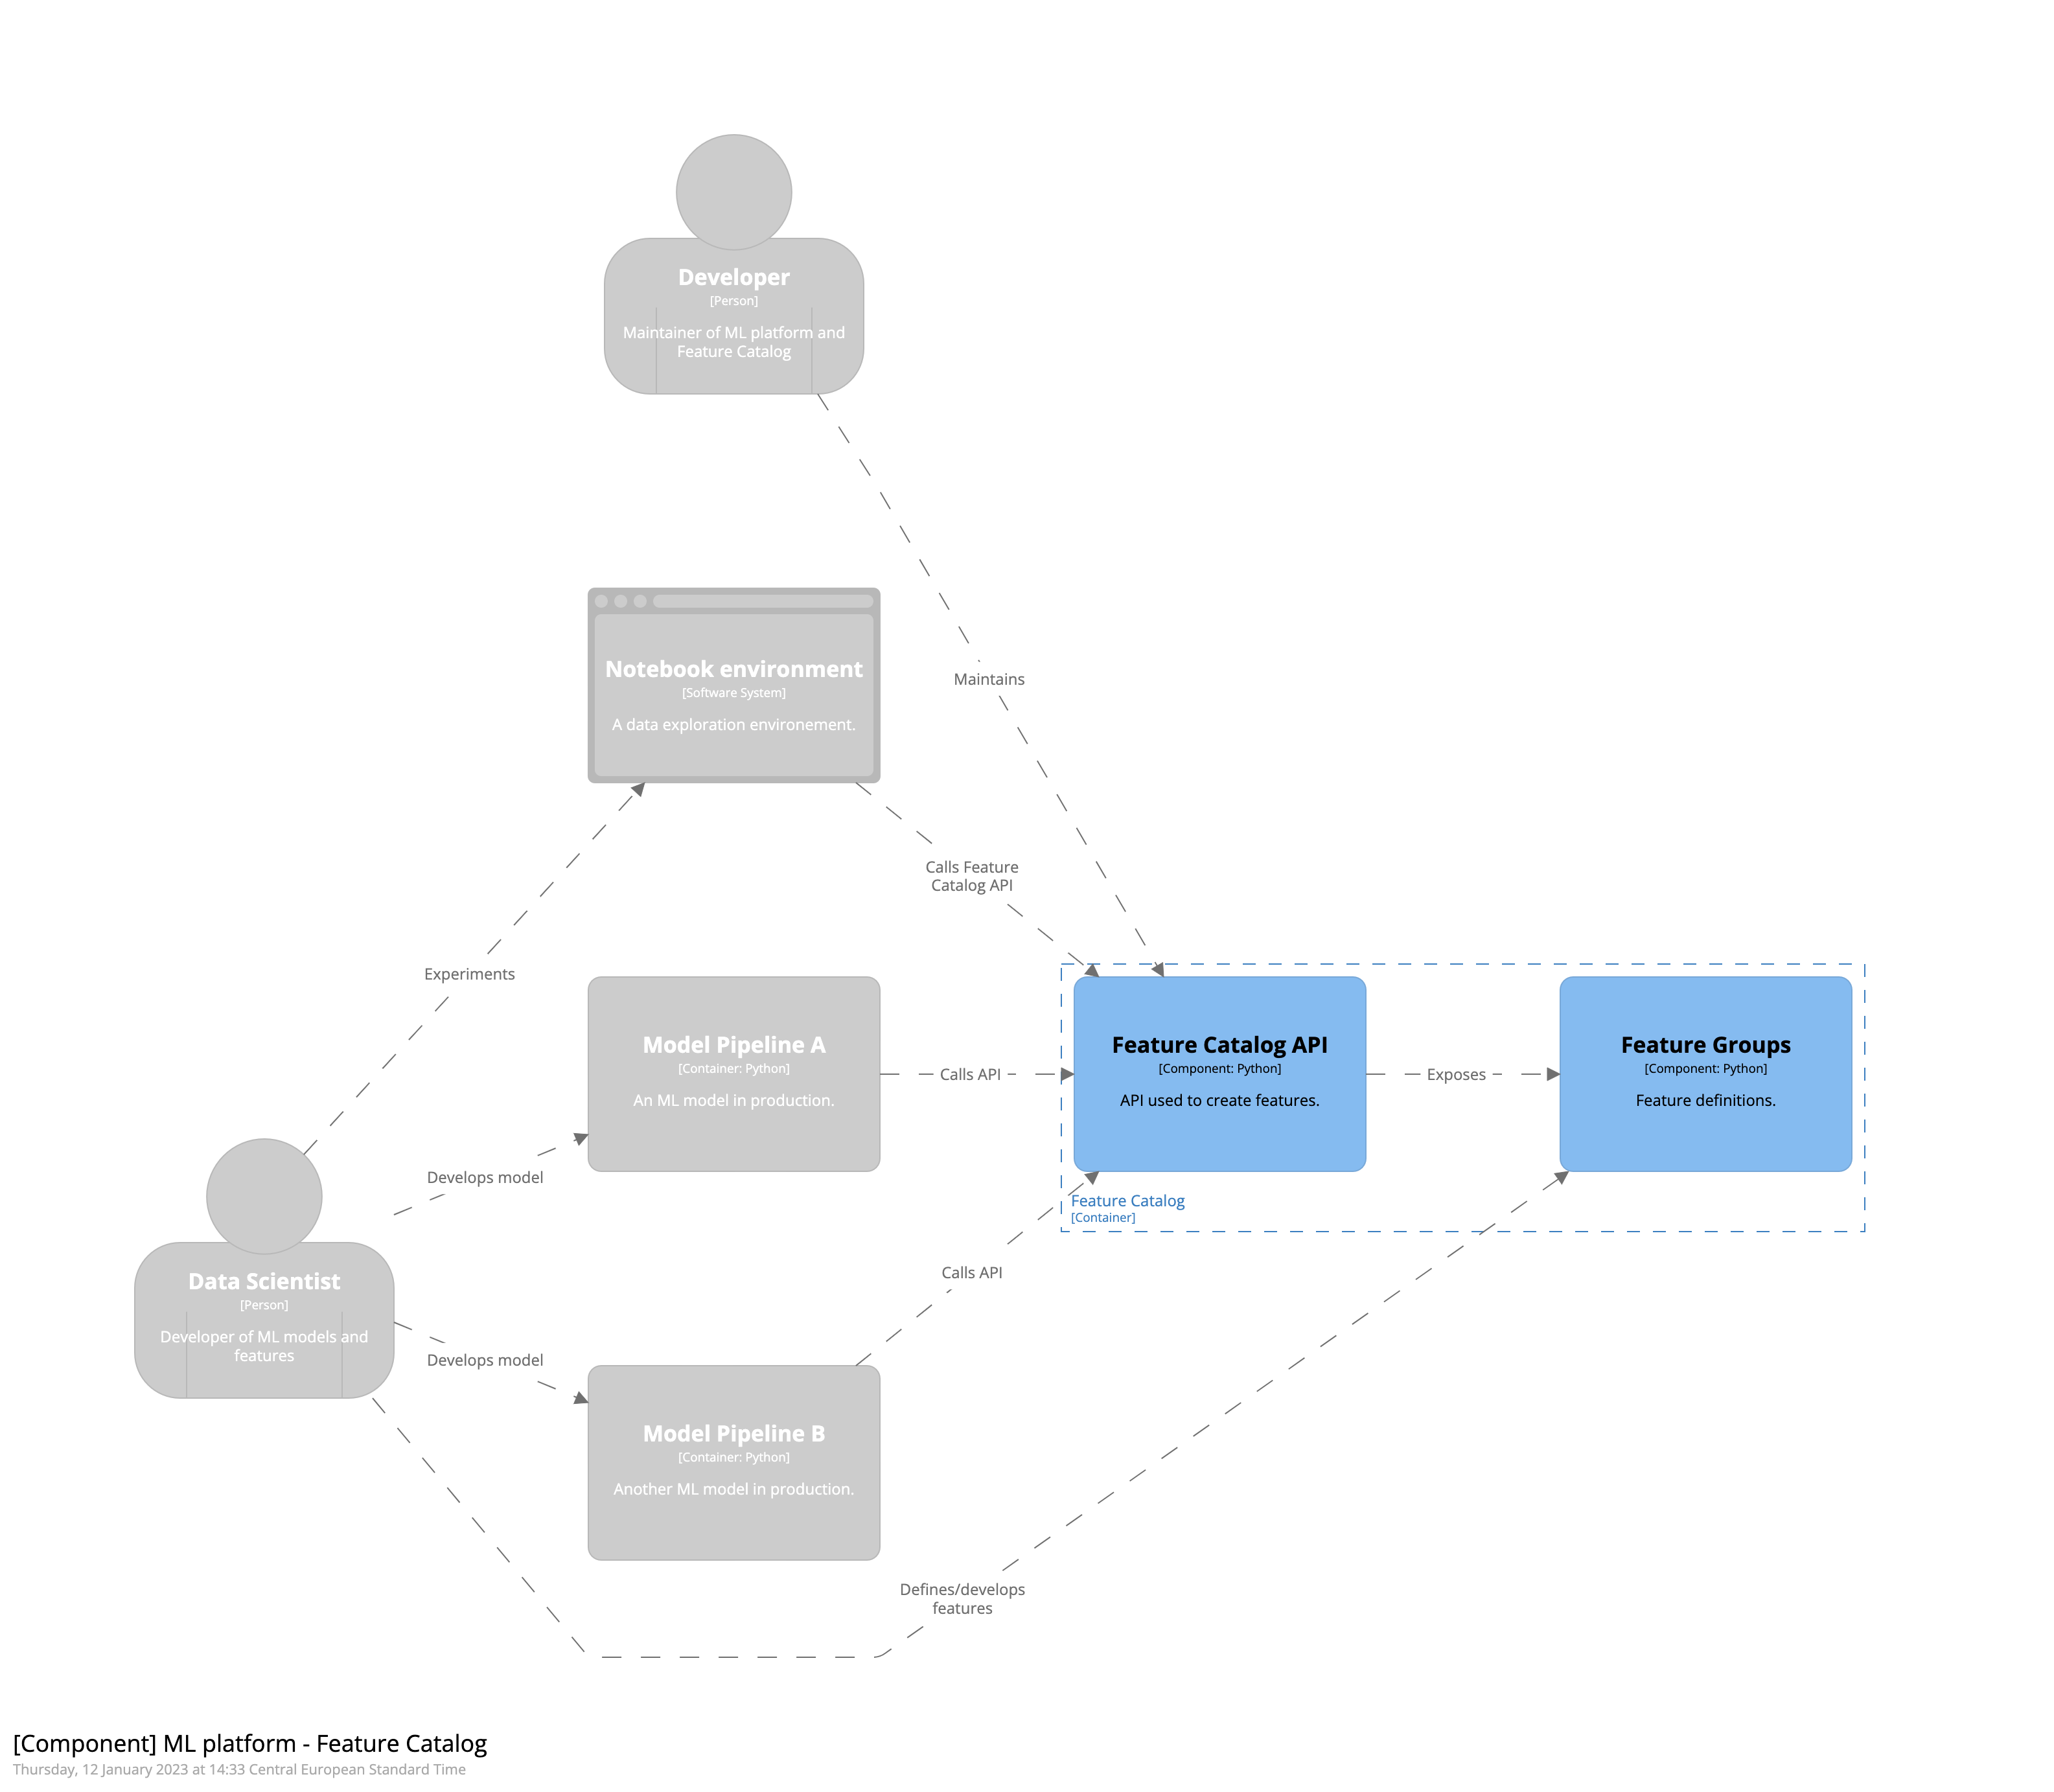 Developer
[Person]
Maintainer of ML platform and
Feature Catalog
Notebook environment
[Software System]
A data exploration environement.
Maintains
Calls Feature
Catalog API
Experiments
Model Pipeline A
[Container: Python]
An ML model in production.
Calls API
Feature Catalog API
[Component: Python]
API used to create features.
Exposes
Feature Groups
[Component: Python]
Feature definitions.
Feature Catalog
[Container]
Develops model
Data Scientist
[Person]
Developer of ML models and
features
Develops model
Calls API
Model Pipeline B
[Container: Python]
Another ML model in production.
Defines/develops
features
[Component] ML platform - Feature Catalog
Thursday, 12 January 2023 at 14:33 Central European Standard Time